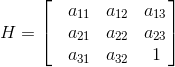 H = [ a₁₁ a₁₂ a₁₃
a₂₁ a₂₂ a₂₃
a₃₁ a₃₂ 1 ]